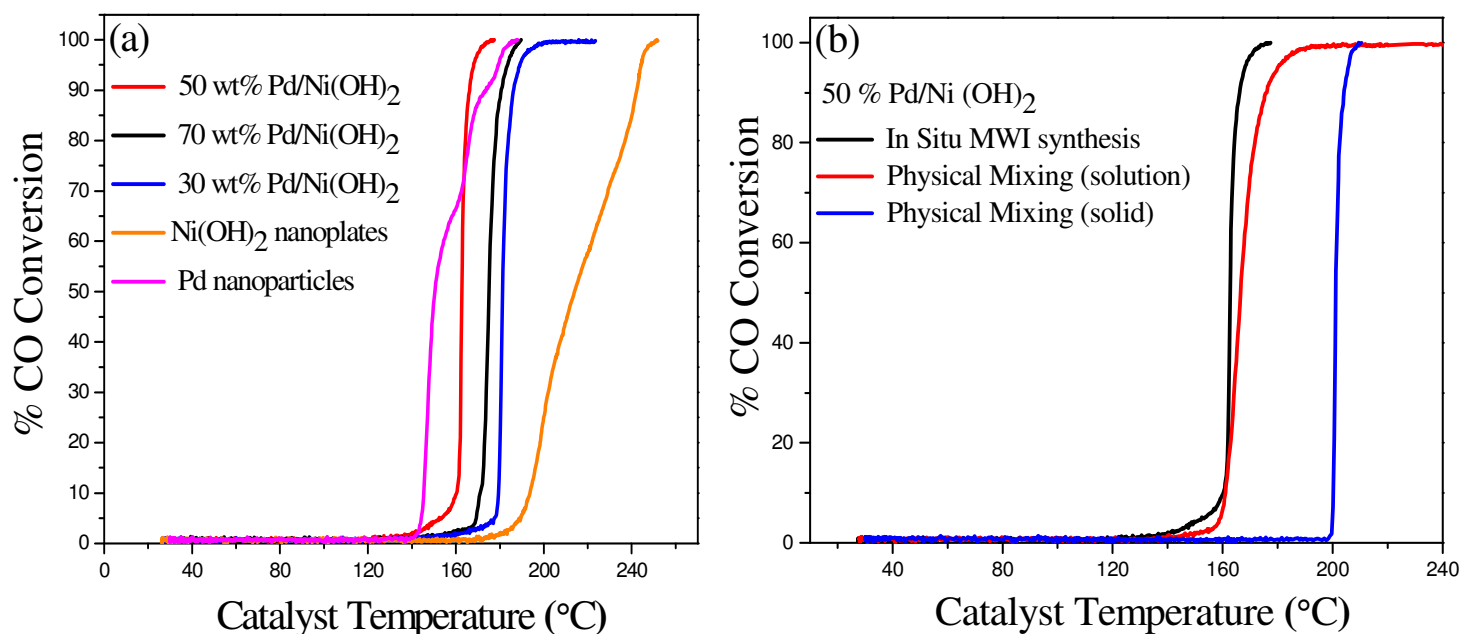 (a)
50 wt% Pd/Ni(OH)2
70 wt% Pd/Ni(OH)2
30 wt% Pd/Ni(OH)2
Ni(OH)2 nanoplates
Pd nanoparticles
% CO Conversion
100
90
80
70
60
50
40
30
20
10
0
0 40 80 120 160 200 240
Catalyst Temperature (°C)
(b)
50 % Pd/Ni (OH)2
In Situ MWI synthesis
Physical Mixing (solution)
Physical Mixing (solid)
% CO Conversion
100
80
60
40
20
0
40 80 120 160 200 240
Catalyst Temperature (°C)